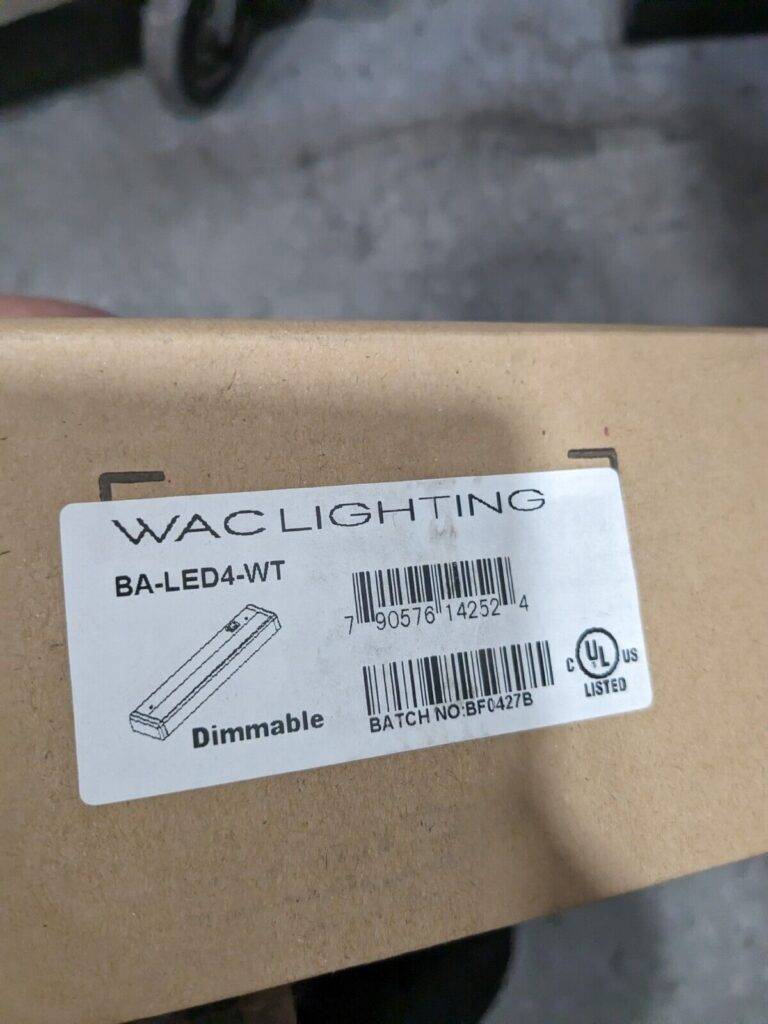 WAC LIGHTING
BA-LED4-WT
7 90576 14252 4
Dimmable
BATCH NO:BF0427B
C UL US
LISTED